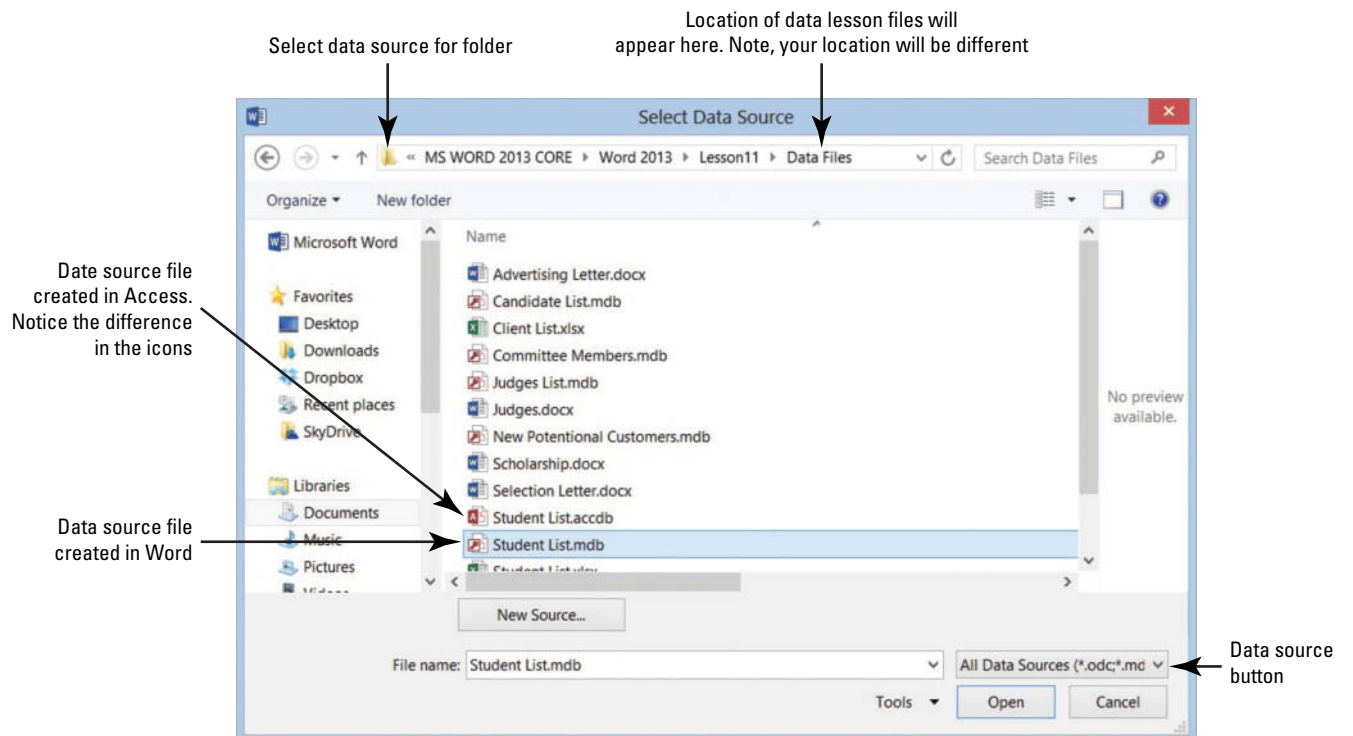 Location of data lesson files will
appear here. Note, your location will be different
Select data source for folder
Select Data Source
« MS WORD 2013 CORE Word 2013 Lesson11 Data Files
Search Data Files
Organize
New folder
Date source file
created in Access.
Notice the difference
in the icons
Data source file
created in Word
Microsoft Word
Favorites
Desktop
Downloads
Dropbox
Recent places
SkyDrive
Libraries
Documents
Music
Pictures
Videos
Name
Advertising Letter.docx
Candidate List.mdb
Client List.xlsx
Committee Members.mdb
Judges List.mdb
Judges.docx
New Potentional Customers.mdb
Scholarship.docx
Selection Letter.docx
Student List.accdb
Student List.mdb
Student List.xlsx
No preview
available.
New Source...
File name: Student List.mdb
All Data Sources (*.odc;*.md
Data source
button
Tools
Open
Cancel